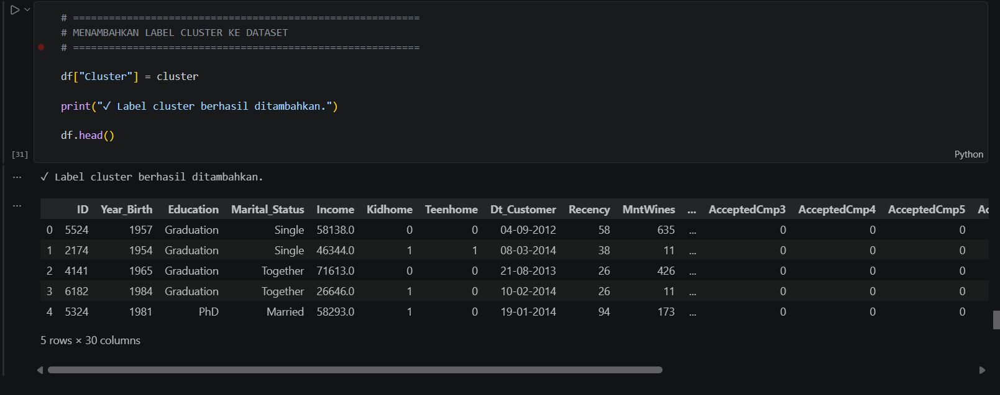 # ==========================================================
# MENAMBAHKAN LABEL CLUSTER KE DATASET
# ==========================================================
df["Cluster"] = cluster
print("✓ Label cluster berhasil ditambahkan.")
df.head()
[31]
Python
... ✓ Label cluster berhasil ditambahkan.
...
ID Year_Birth Education Marital_Status Income Kidhome Teenhome Dt_Customer Recency MntWines ... AcceptedCmp3 AcceptedCmp4 AcceptedCmp5 Ac
0 5524 1957 Graduation Single 58138.0 0 0 04-09-2012 58 635 ... 0 0 0
1 2174 1954 Graduation Single 46344.0 1 1 08-03-2014 38 11 ... 0 0 0
2 4141 1965 Graduation Together 71613.0 0 0 21-08-2013 26 426 ... 0 0 0
3 6182 1984 Graduation Together 26646.0 1 0 10-02-2014 26 11 ... 0 0 0
4 5324 1981 PhD Married 58293.0 1 0 19-01-2014 94 173 ... 0 0 0
5 rows × 30 columns